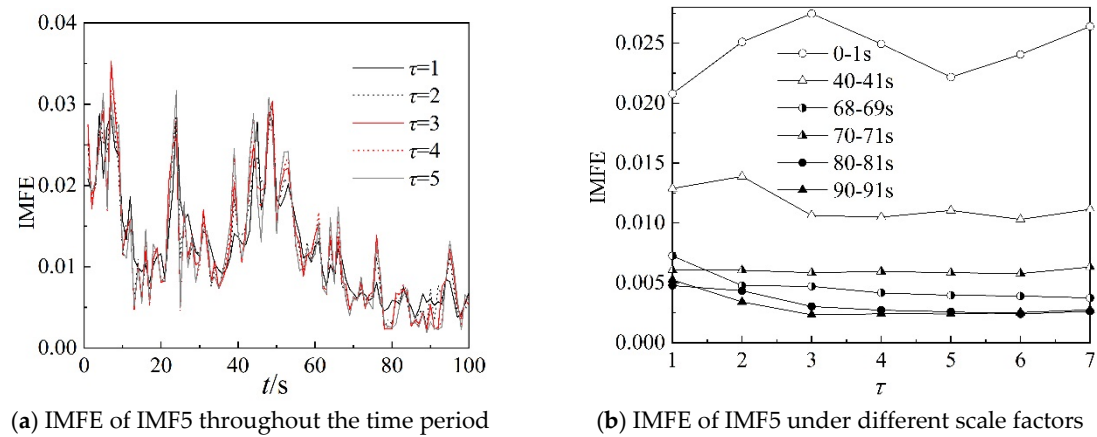 0.04
0.03
0.02
0.01
0.00
IMFE
τ=1
τ=2
τ=3
τ=4
τ=5
0 20 40 60 80 100
t/s
(a) IMFE of IMF5 throughout the time period
0.025
0.020
0.015
0.010
0.005
0.000
IMFE
0-1s
40-41s
68-69s
70-71s
80-81s
90-91s
1 2 3 4 5 6 7
τ
(b) IMFE of IMF5 under different scale factors